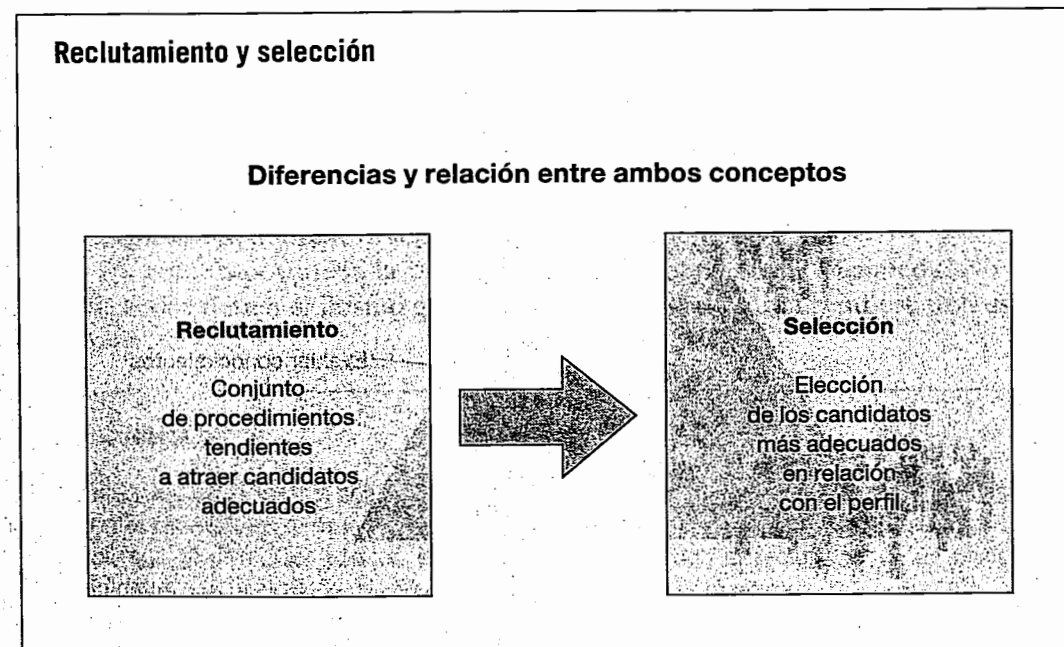 Reclutamiento y selección
Diferencias y relación entre ambos conceptos
Reclutamiento
Conjunto
de procedimientos
tendientes
a atraer candidatos
adecuados
Selección
Elección
de los candidatos
más adecuados
en relación
con el perfil